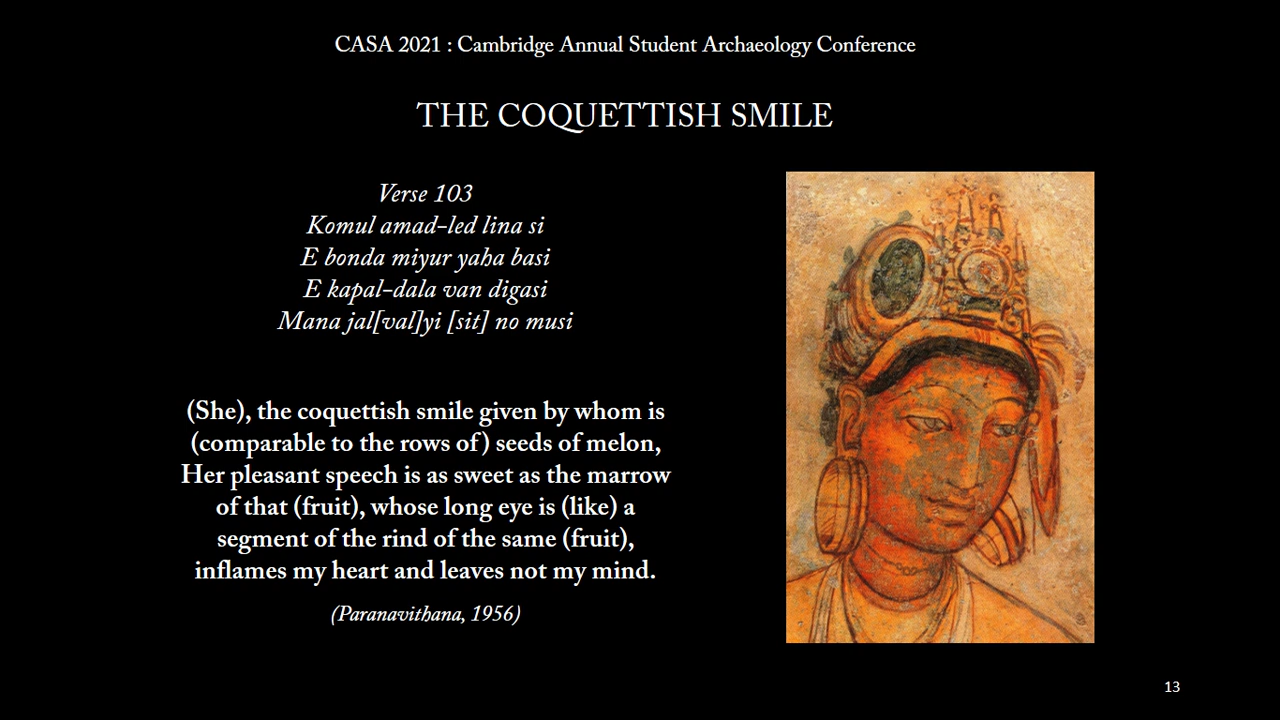 CASA 2021 : Cambridge Annual Student Archaeology Conference
THE COQUETTISH SMILE
Verse 103
Komul amad-led lina si
E bonda miyur yaha basi
E kapal-dala van digasi
Mana jal[val]yi [sit] no musi
(She), the coquettish smile given by whom is
(comparable to the rows of) seeds of melon,
Her pleasant speech is as sweet as the marrow
of that (fruit), whose long eye is (like) a
segment of the rind of the same (fruit),
inflames my heart and leaves not my mind.
(Paranavithana, 1956)
13